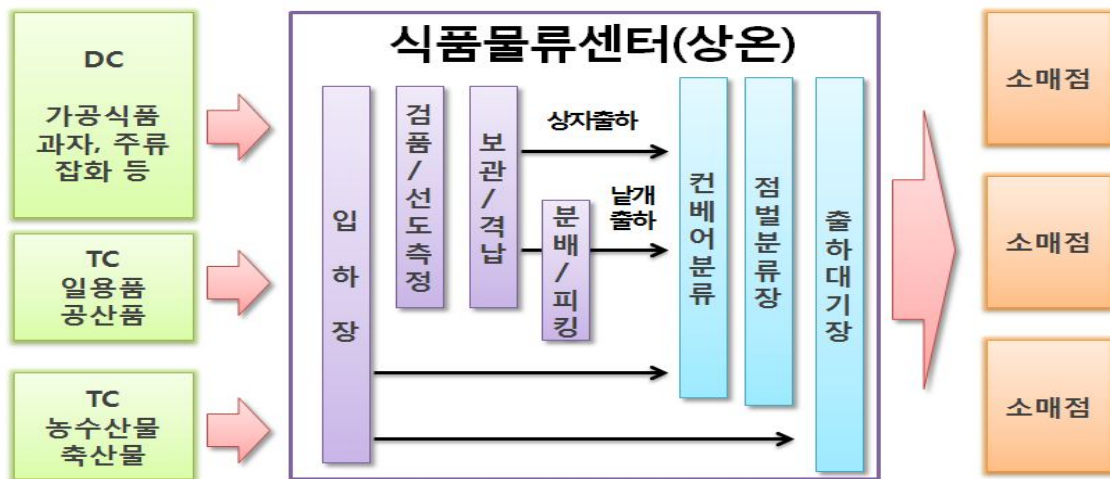 DC
가공식품
과자, 주류
잡화 등
TC
일용품
공산품
TC
농수산물
축산물
식품물류센터(상온)
입하장
검품/선도측정
보관/격납
상자출하
낱개
출하
분배/피킹
컨베어분류
점벌분류장
출하대기장
소매점
소매점
소매점